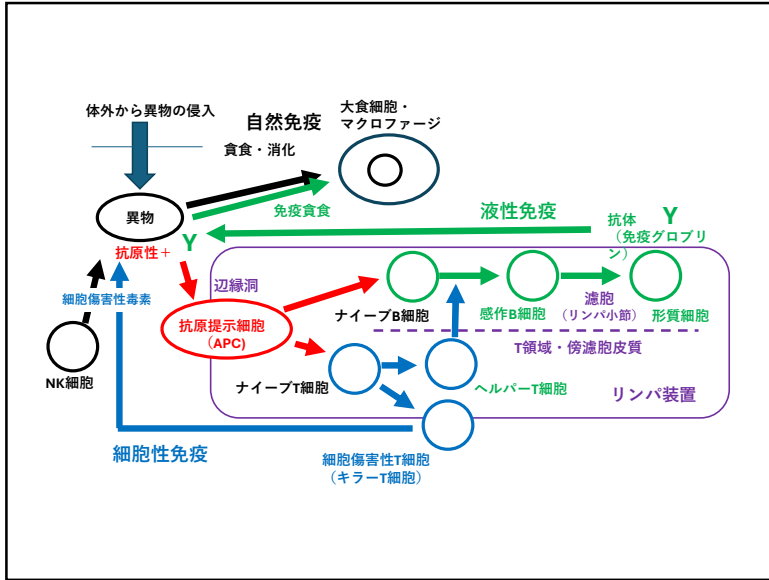 体外から異物の侵入
自然免疫
大食細胞・
マクロファージ
貪食・消化
異物
免疫貪食
液性免疫
抗体
（免疫グロブリ
ン）
Y
抗原性＋
Y
辺縁洞
細胞傷害性毒素
抗原提示細胞
（APC）
ナイーブB細胞
感作B細胞
濾胞
（リンパ小節）
形質細胞
T領域・傍濾胞皮質
NK細胞
ナイーブT細胞
ヘルパーT細胞
リンパ装置
細胞性免疫
細胞傷害性T細胞
（キラーT細胞）